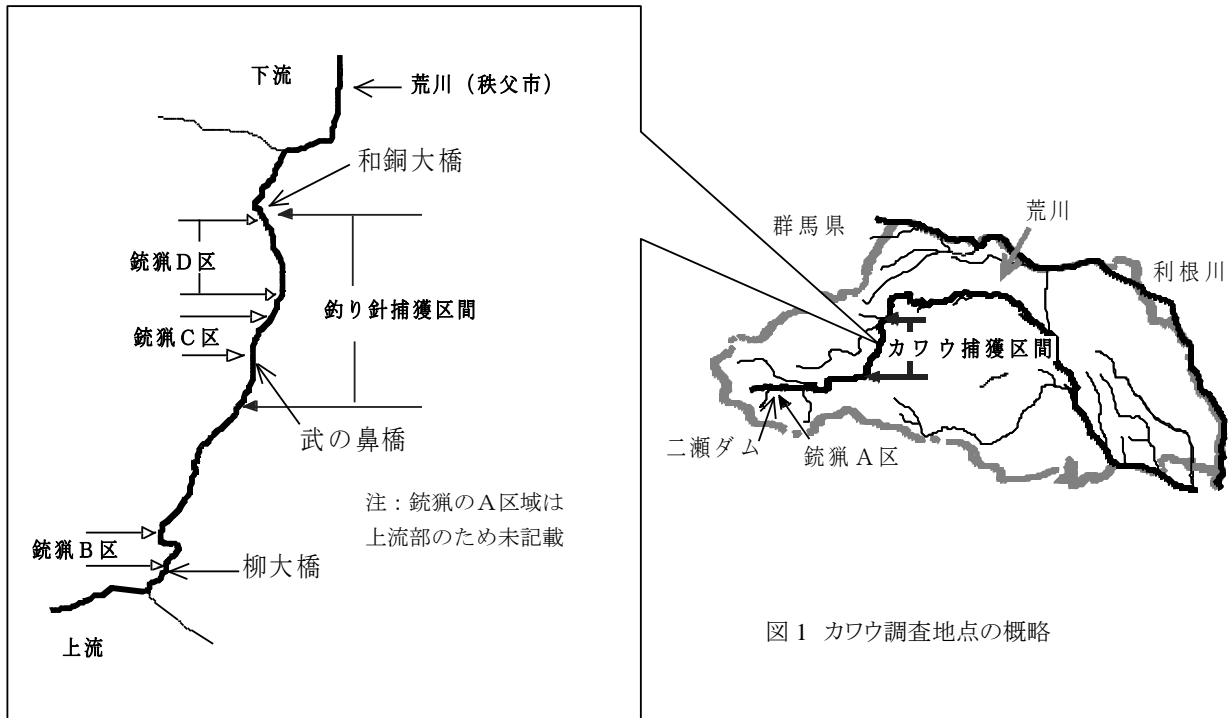 下流
荒川（秩父市）
和銅大橋
銃猟D区
釣り針捕獲区間
銃猟C区
武の鼻橋
注：銃猟のA区域は
上流部のため未記載
銃猟B区
柳大橋
上流
群馬県
荒川
利根川
カワウ捕獲区間
二瀬ダム
銃猟A区
図1 カワウ調査地点の概略